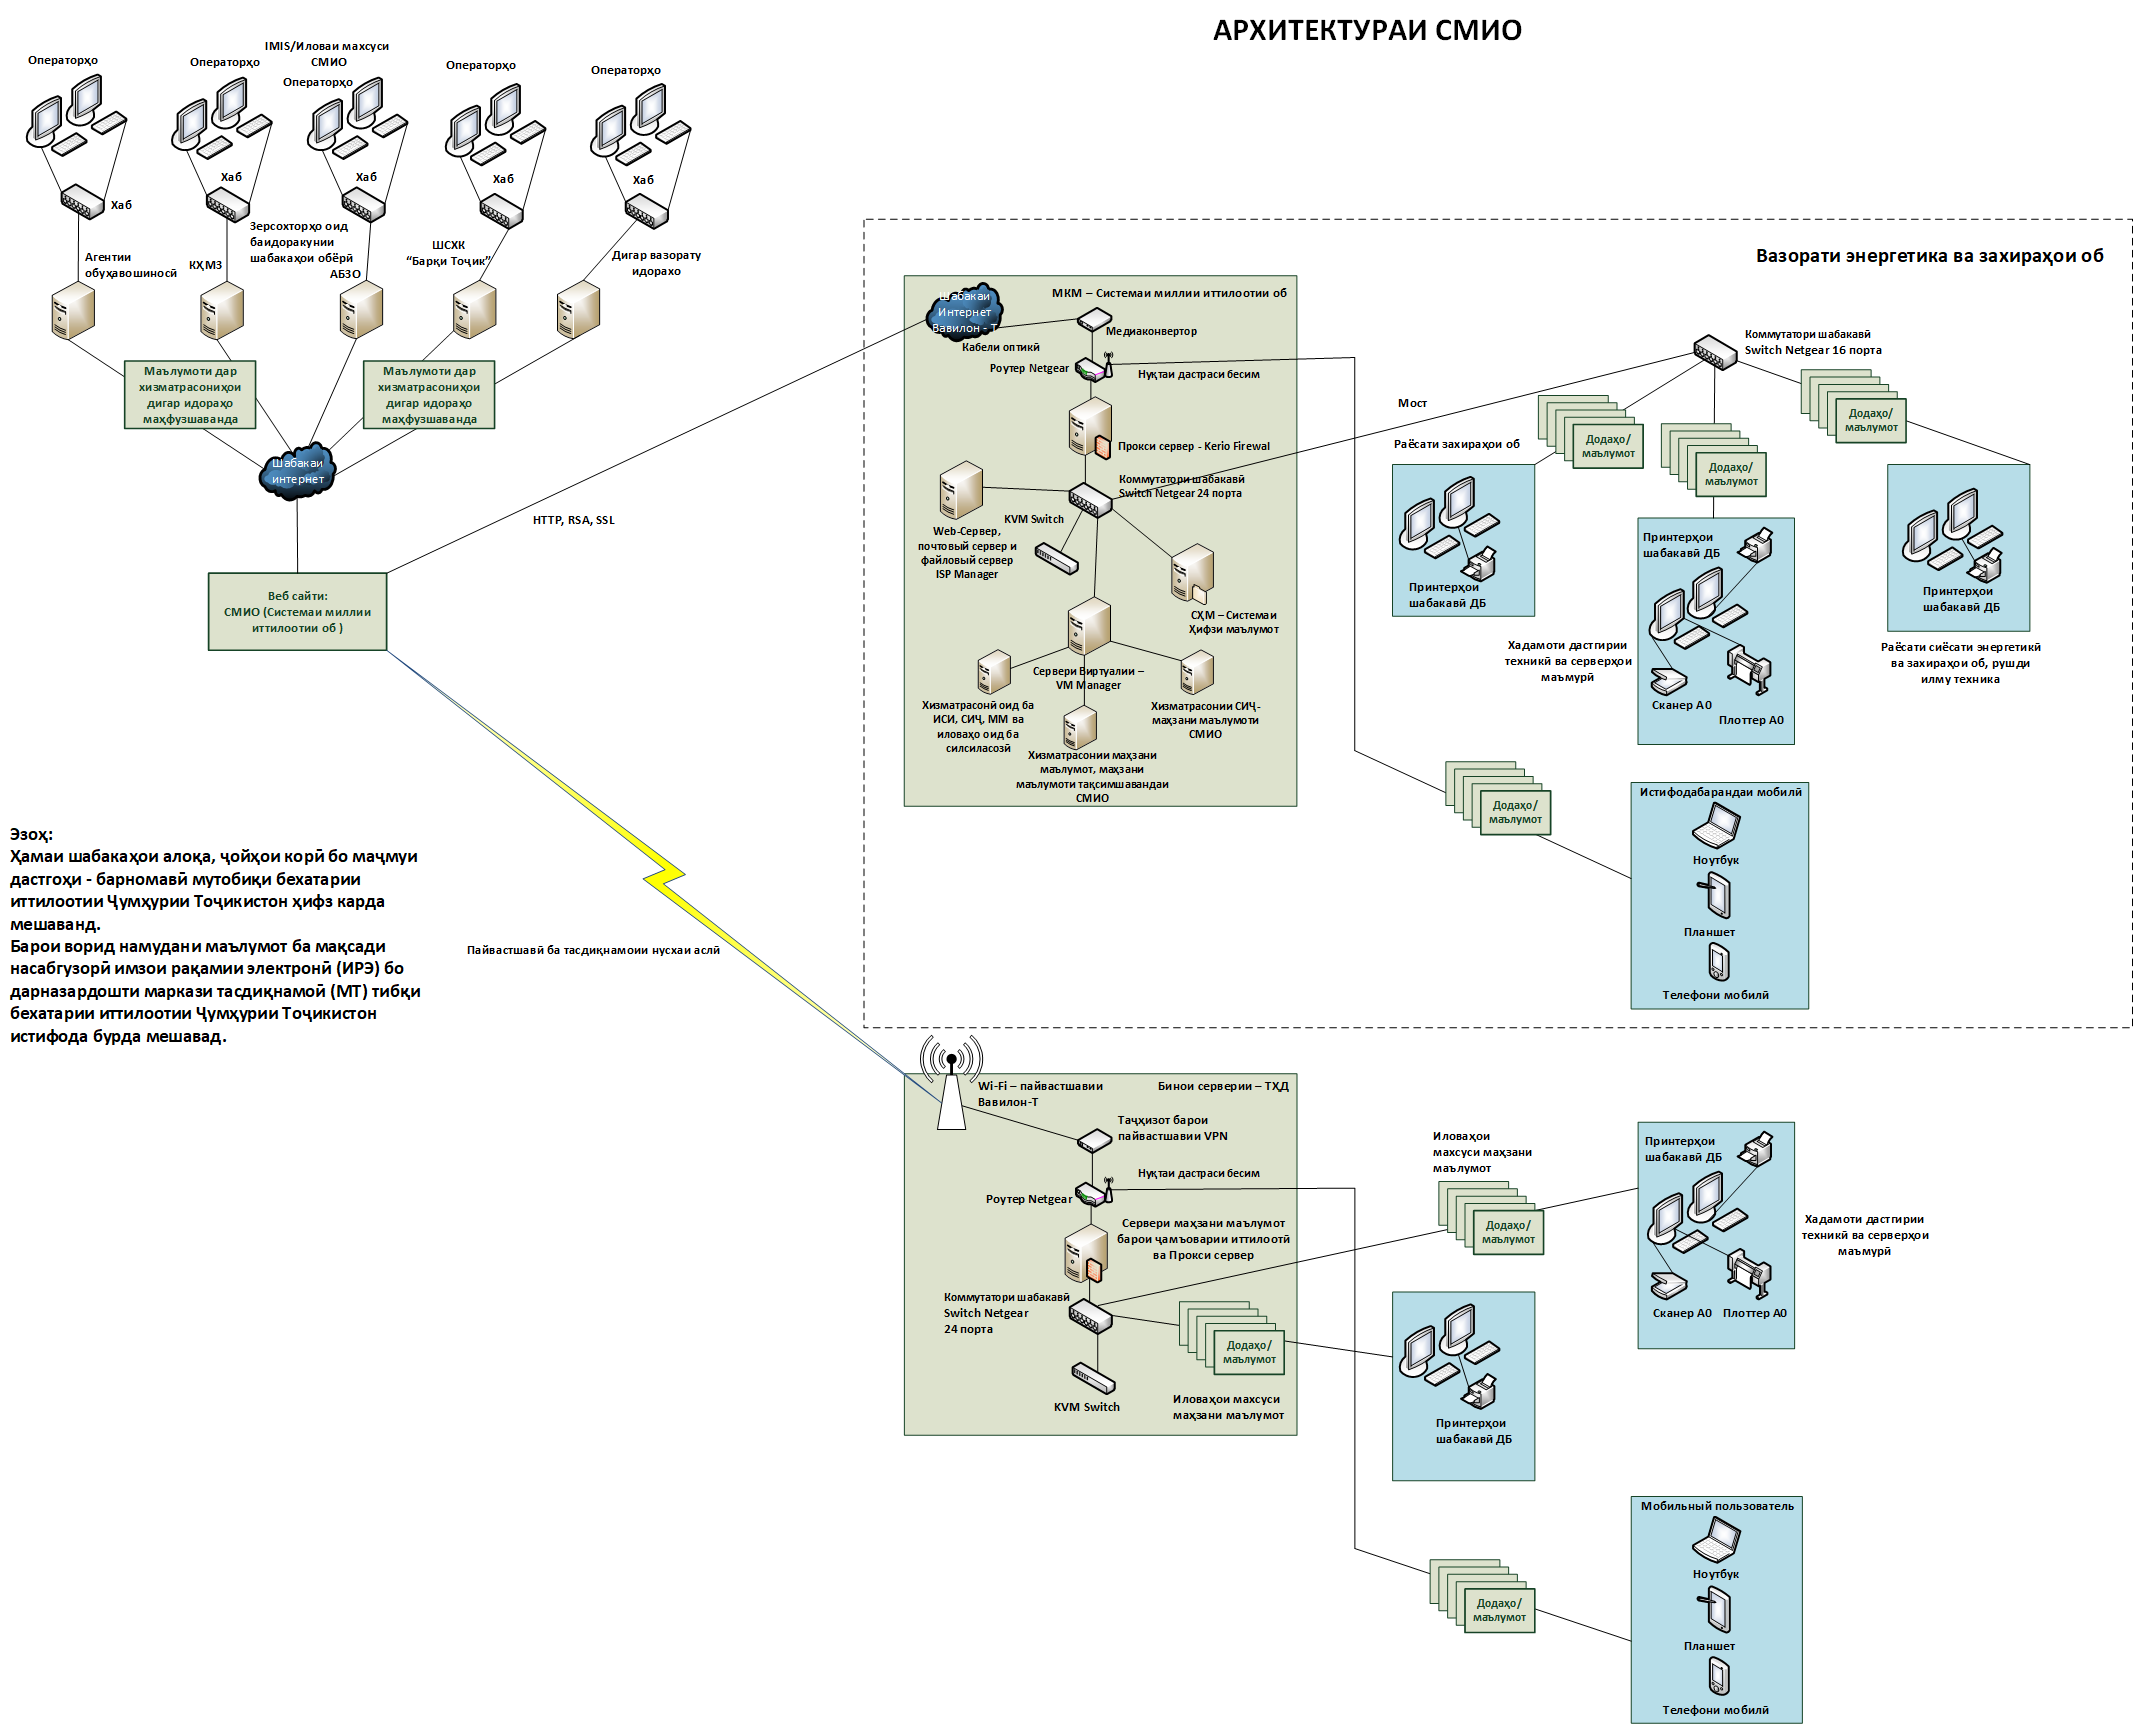 АРХИТЕКТУРАИ СМИО
Операторҳо
Операторҳо
IMIS/Иловаи махсуси
СМИО
Операторҳо
Операторҳо
Операторҳо
Хаб
Хаб
Хаб
Хаб
Хаб
Агентии
обуҳавошиносӣ
КҲМЗ
Зерсохторҳо оид
баидоракунии
шабакаҳои обёрӣ
АБЗО
ШСХК
“Барқи Тоҷик”
Дигар вазорату
идорахо
Маълумоти дар
хизматрасониҳои
дигар идораҳо
маҳфузшаванда
Маълумоти дар
хизматрасониҳои
дигар идораҳо
маҳфузшаванда
Шабакаи
интернет
HTTP, RSA, SSL
Веб сайти:
СМИО (Системаи миллии
иттилоотии об )
Эзоҳ:
Ҳамаи шабакаҳои алоқа, ҷойҳои корӣ бо маҷмуи
дастгоҳи - барномавӣ мутобиқи бехатарии
иттилоотии Ҷумҳурии Тоҷикистон ҳифз карда
мешаванд.
Барои ворид намудани маълумот ба мақсади
насабгузорӣ имзои рақамии электронӣ (ИРЭ) бо
дарназардошти маркази тасдиқнамоӣ (МТ) тибқи
бехатарии иттилоотии Ҷумҳурии Тоҷикистон
истифода бурда мешавад.
Пайвастшавӣ ба тасдиқнамоии нусхаи аслӣ
Вазорати энергетика ва захираҳои об
МКМ – Системаи миллии иттилоотии об
Шабакаи
Интернет
Вавилон - Т
Медиаконвертор
Кабели оптикӣ
Роутер Netgear
Нуқтаи дастраси бесим
Прокси сервер - Kerio Firewal
Коммутатори шабакавӣ
Switch Netgear 24 порта
KVM Switch
Web-Сервер,
почтовый сервер и
файловый сервер
ISP Manager
СҲМ – Системаи
Ҳифзи маълумот
Сервери Виртуалии –
VM Manager
Хизматрасонӣ оид ба
ИСИ, СИҶ, ММ ва
иловаҳо оид ба
силсиласозӣ
Хизматрасонии СИҶ-
маҳзани маълумоти
СМИО
Хизматрасонии маҳзани
маълумот, маҳзани
маълумоти тақсимшавандаи
СМИО
Мост
Коммутатори шабакавӣ
Switch Netgear 16 порта
Раёсати захираҳои об
Додаҳо/
маълумот
Додаҳо/
маълумот
Додаҳо/
маълумот
Принтерҳои
шабакавӣ ДБ
Принтерҳои
шабакавӣ ДБ
Принтерҳои
шабакавӣ ДБ
Хадамоти дастгирии
техникӣ ва серверҳои
маъмурӣ
Сканер А0
Плоттер А0
Раёсати сиёсати энергетикӣ
ва захираҳои об, рушди
илму техника
Додаҳо/
маълумот
Истифодабарандаи мобилӣ
Ноутбук
Планшет
Телефони мобилӣ
Wi-Fi – пайвастшавии
Вавилон-Т
Бинои серверии – ТҲД
Таҷҳизот барои
пайвастшавии VPN
Нуқтаи дастраси бесим
Роутер Netgear
Сервери маҳзани маълумот
барои ҷамъоварии иттилоотӣ
ва Прокси сервер
Коммутатори шабакавӣ
Switch Netgear
24 порта
Додаҳо/
маълумот
KVM Switch
Иловаҳои махсуси
маҳзани маълумот
Иловаҳои
махсуси маҳзани
маълумот
Додаҳо/
маълумот
Принтерҳои
шабакавӣ ДБ
Сканер А0
Плоттер А0
Хадамоти дастгирии
техникӣ ва серверҳои
маъмурӣ
Принтерҳои
шабакавӣ ДБ
Додаҳо/
маълумот
Мобильный пользователь
Ноутбук
Планшет
Телефони мобилӣ